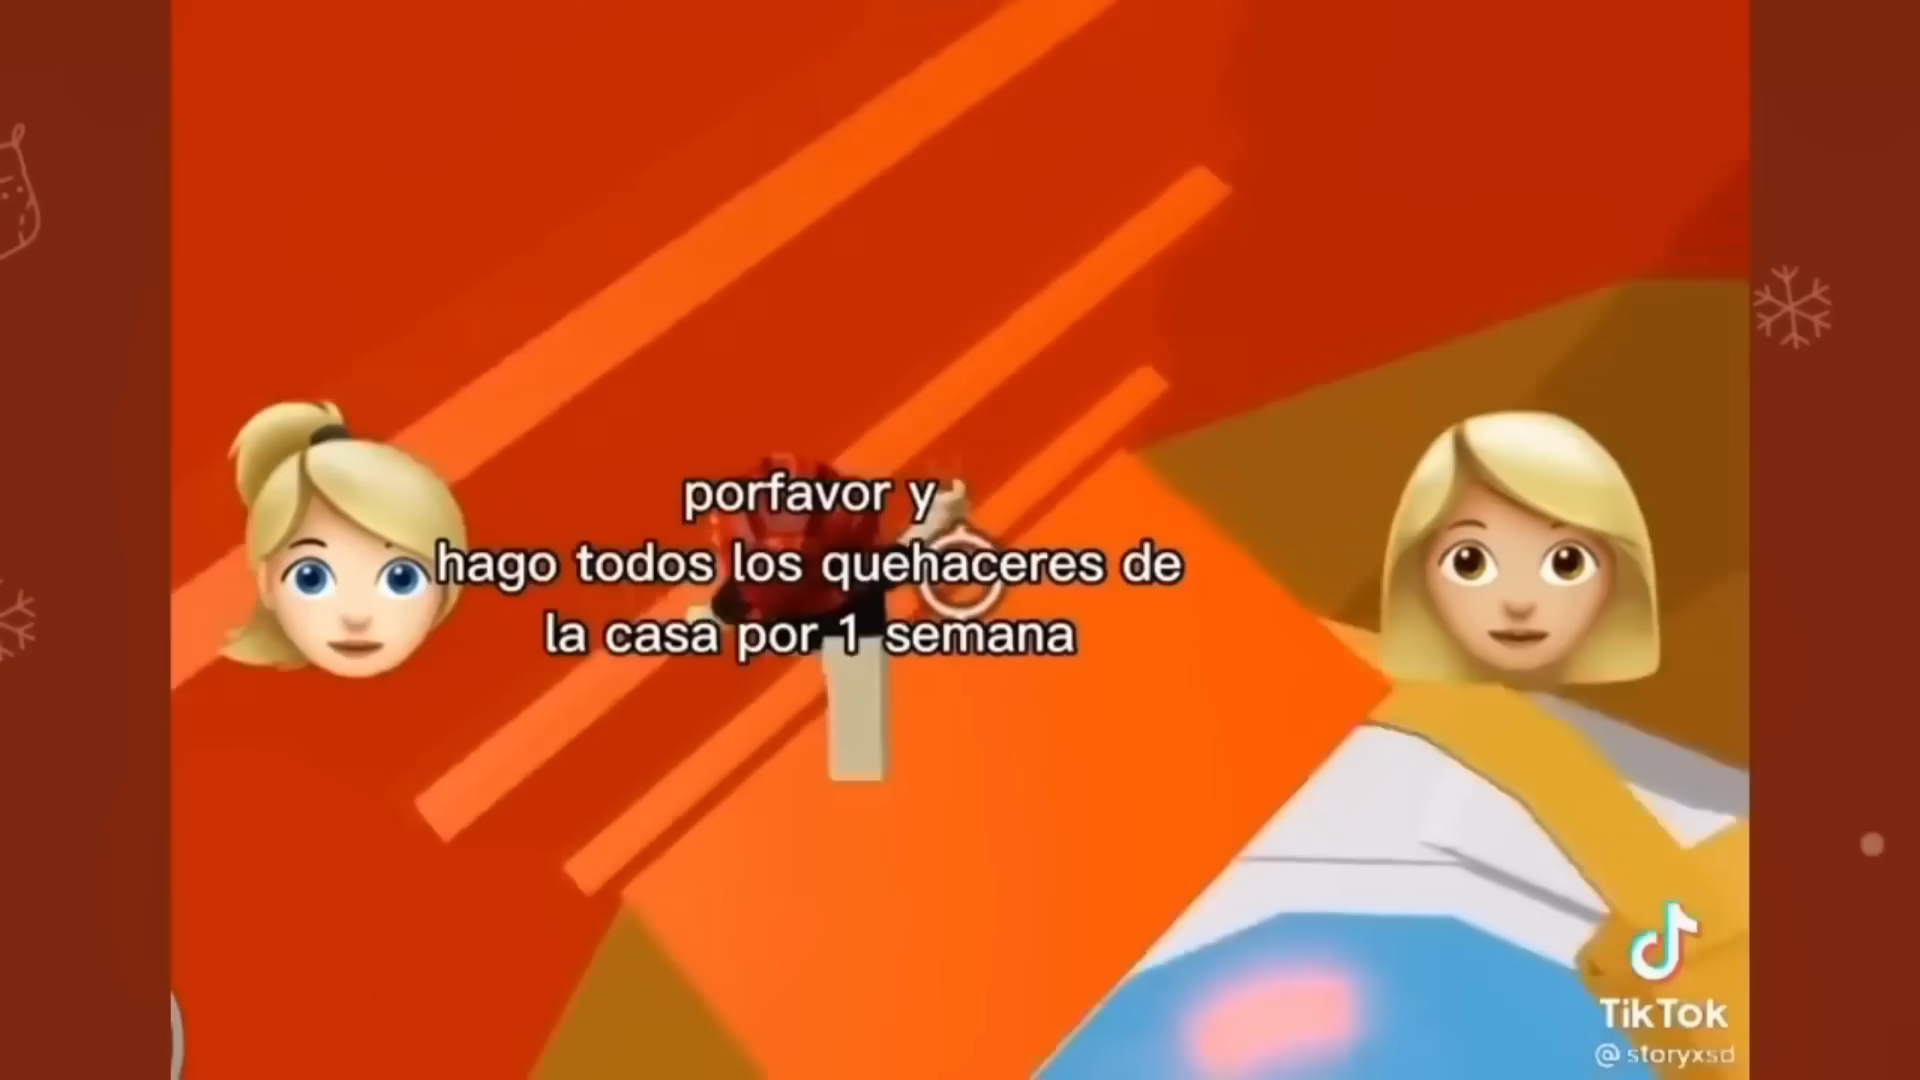 porfavor y
hago todos los quehaceres de
la casa por 1 semana
TikTok
@storyxsd